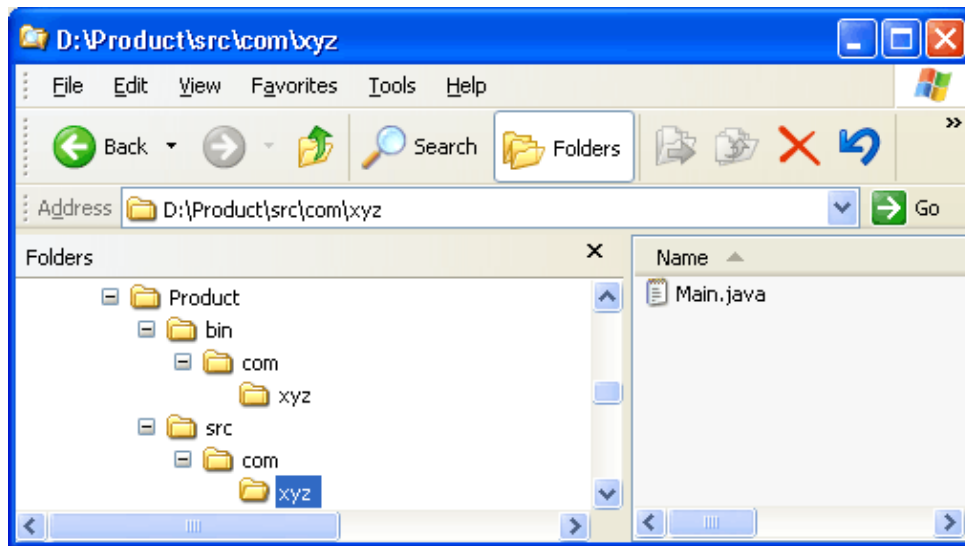 D:\Product\src\com\xyz
File Edit View Favorites Tools Help
Back Search Folders »
Address D:\Product\src\com\xyz Go
Folders Name
Product Main.java
bin
com
xyz
src
com
xyz